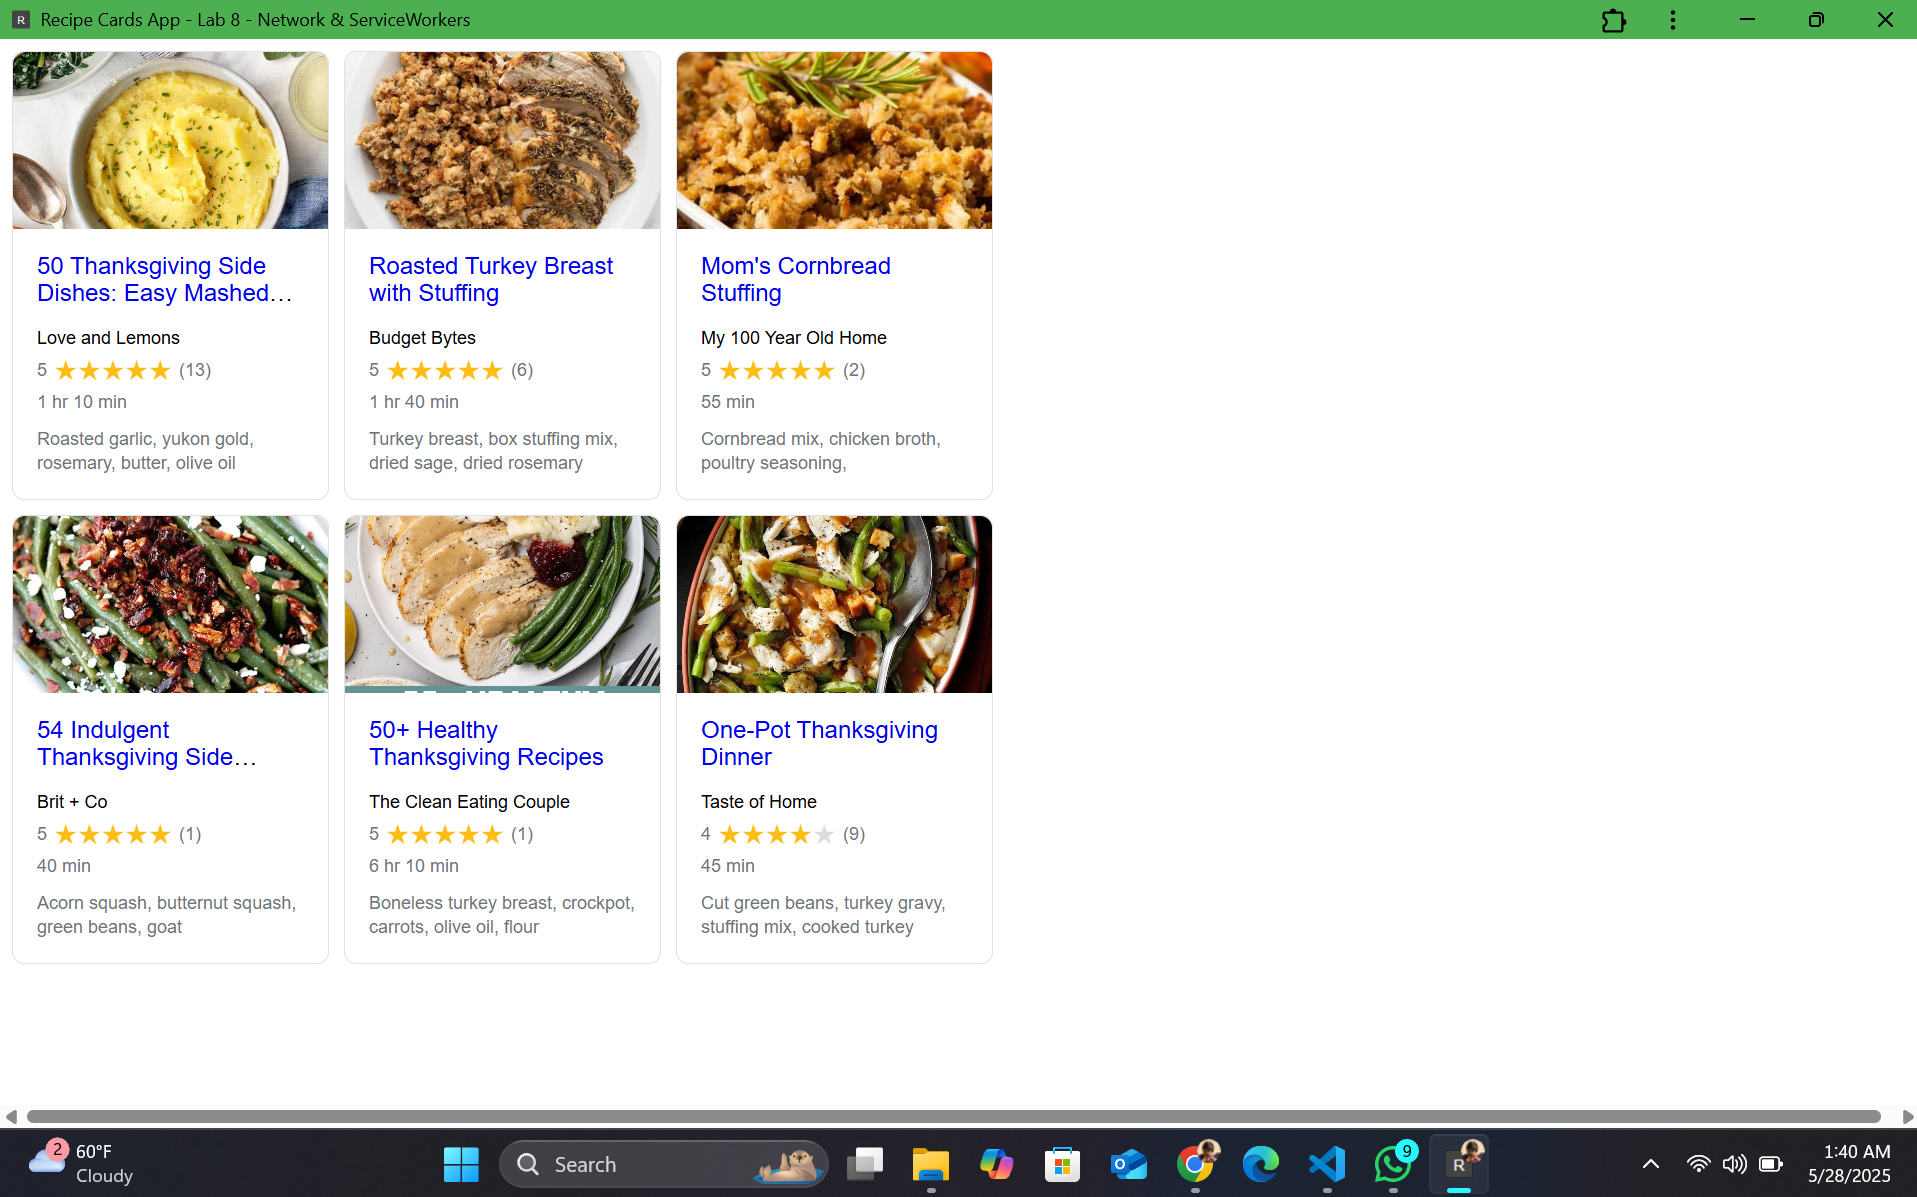 R Recipe Cards App - Lab 8 - Network & ServiceWorkers
50 Thanksgiving Side
Dishes: Easy Mashed…
Love and Lemons
5 ★★★★★ (13)
1 hr 10 min
Roasted garlic, yukon gold,
rosemary, butter, olive oil
Roasted Turkey Breast
with Stuffing
Budget Bytes
5 ★★★★★ (6)
1 hr 40 min
Turkey breast, box stuffing mix,
dried sage, dried rosemary
Mom's Cornbread
Stuffing
My 100 Year Old Home
5 ★★★★★ (2)
55 min
Cornbread mix, chicken broth,
poultry seasoning,
54 Indulgent
Thanksgiving Side…
Brit + Co
5 ★★★★★ (1)
40 min
Acorn squash, butternut squash,
green beans, goat
50+ Healthy
Thanksgiving Recipes
The Clean Eating Couple
5 ★★★★★ (1)
6 hr 10 min
Boneless turkey breast, crockpot,
carrots, olive oil, flour
One-Pot Thanksgiving
Dinner
Taste of Home
4 ★★★★★ (9)
45 min
Cut green beans, turkey gravy,
stuffing mix, cooked turkey
2
60°F
Cloudy
Search
9
R
1:40 AM
5/28/2025